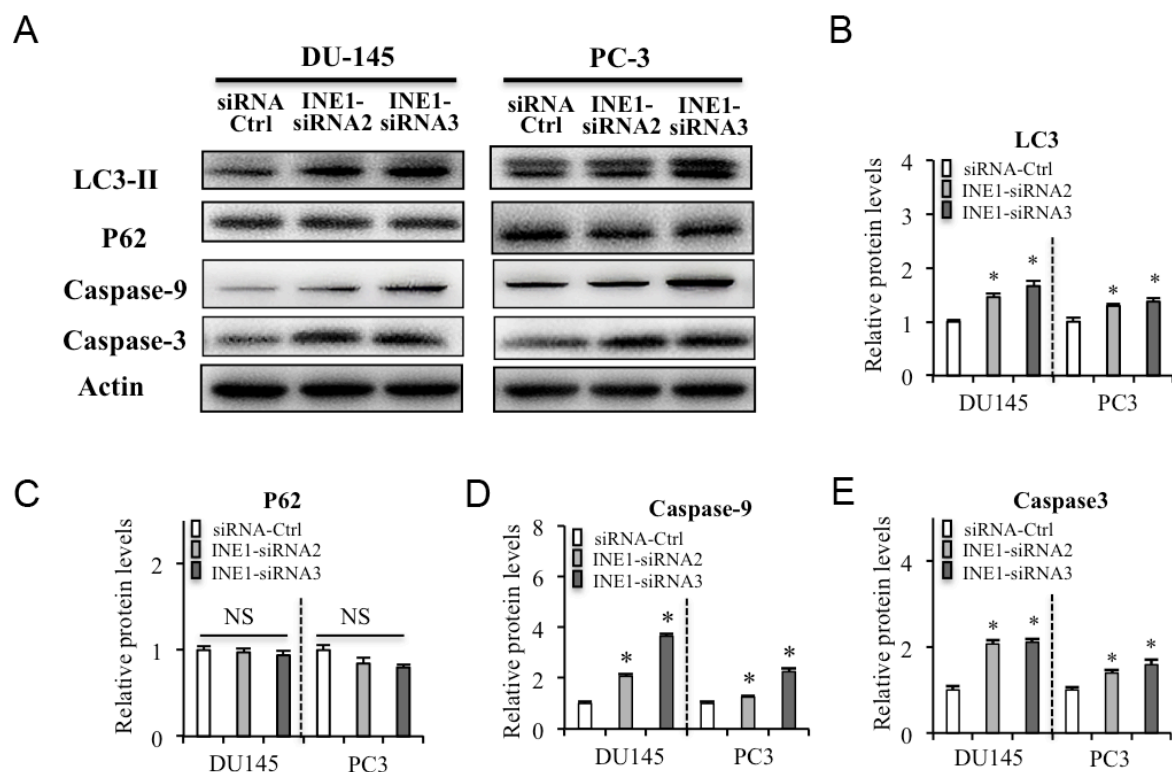 A
DU-145
PC-3
siRNA Ctrl
INE1-siRNA2
INE1-siRNA3
siRNA Ctrl
INE1-siRNA2
INE1-siRNA3
LC3-II
P62
Caspase-9
Caspase-3
Actin
B
LC3
Relative protein levels
4
3
2
1
0
siRNA-Ctrl
INE1-siRNA2
INE1-siRNA3
* * * *
DU145 PC3
C
P62
Relative protein levels
2
1
0
siRNA-Ctrl
INE1-siRNA2
INE1-siRNA3
NS NS
DU145 PC3
D
Caspase-9
Relative protein levels
8
6
4
2
0
siRNA-Ctrl
INE1-siRNA2
INE1-siRNA3
* * * *
DU145 PC3
E
Caspase3
Relative protein levels
4
2
0
siRNA-Ctrl
INE1-siRNA2
INE1-siRNA3
* * * *
DU145 PC3